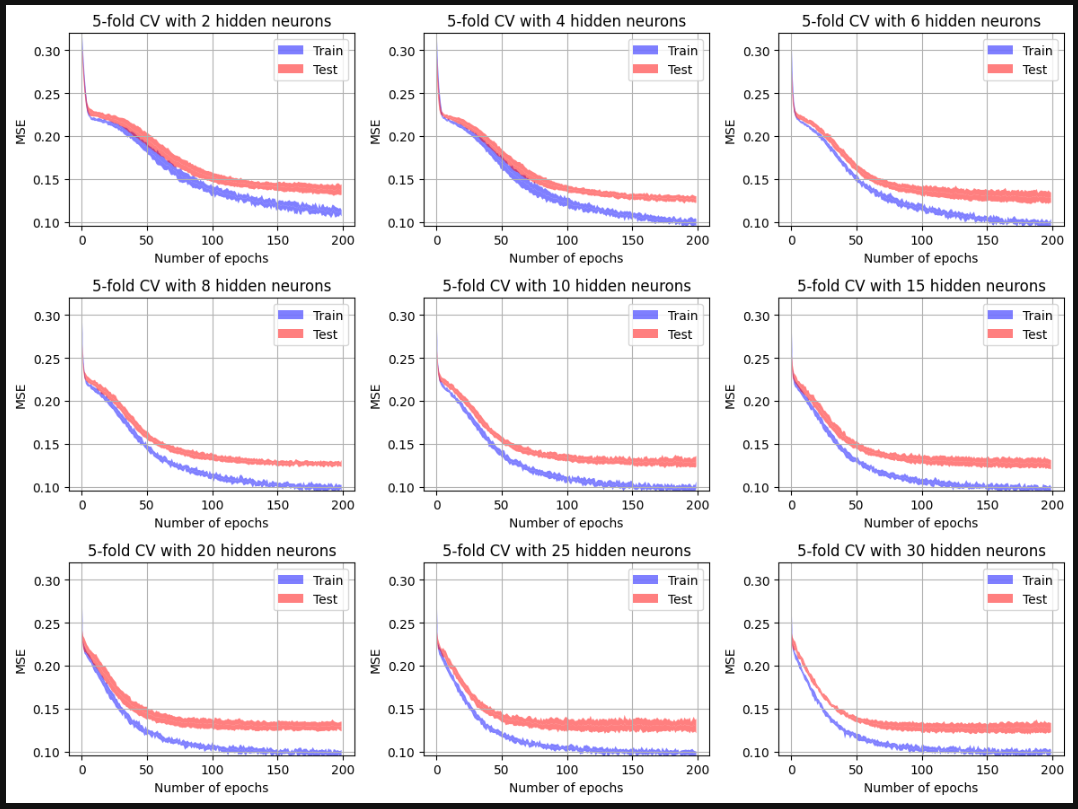 5-fold CV with 2 hidden neurons
0.30
0.25
0.20
0.15
0.10
MSE
Train
Test
0 50 100 150 200
Number of epochs
5-fold CV with 4 hidden neurons
0.30
0.25
0.20
0.15
0.10
MSE
Train
Test
0 50 100 150 200
Number of epochs
5-fold CV with 6 hidden neurons
0.30
0.25
0.20
0.15
0.10
MSE
Train
Test
0 50 100 150 200
Number of epochs
5-fold CV with 8 hidden neurons
0.30
0.25
0.20
0.15
0.10
MSE
Train
Test
0 50 100 150 200
Number of epochs
5-fold CV with 10 hidden neurons
0.30
0.25
0.20
0.15
0.10
MSE
Train
Test
0 50 100 150 200
Number of epochs
5-fold CV with 15 hidden neurons
0.30
0.25
0.20
0.15
0.10
MSE
Train
Test
0 50 100 150 200
Number of epochs
5-fold CV with 20 hidden neurons
0.30
0.25
0.20
0.15
0.10
MSE
Train
Test
0 50 100 150 200
Number of epochs
5-fold CV with 25 hidden neurons
0.30
0.25
0.20
0.15
0.10
MSE
Train
Test
0 50 100 150 200
Number of epochs
5-fold CV with 30 hidden neurons
0.30
0.25
0.20
0.15
0.10
MSE
Train
Test
0 50 100 150 200
Number of epochs